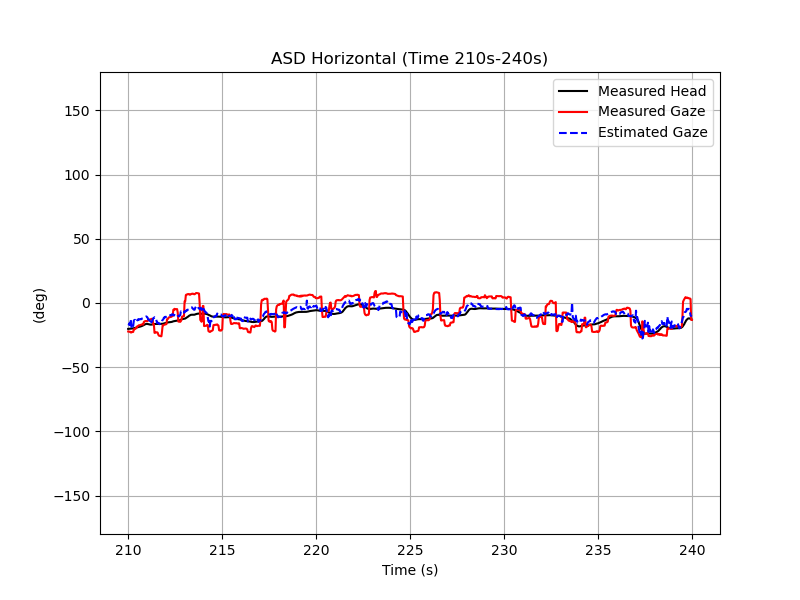 ASD Horizontal (Time 210s-240s)
Measured Head
Measured Gaze
Estimated Gaze
150
100
50
0
−50
−100
−150
(deg)
210 215 220 225 230 235 240
Time (s)